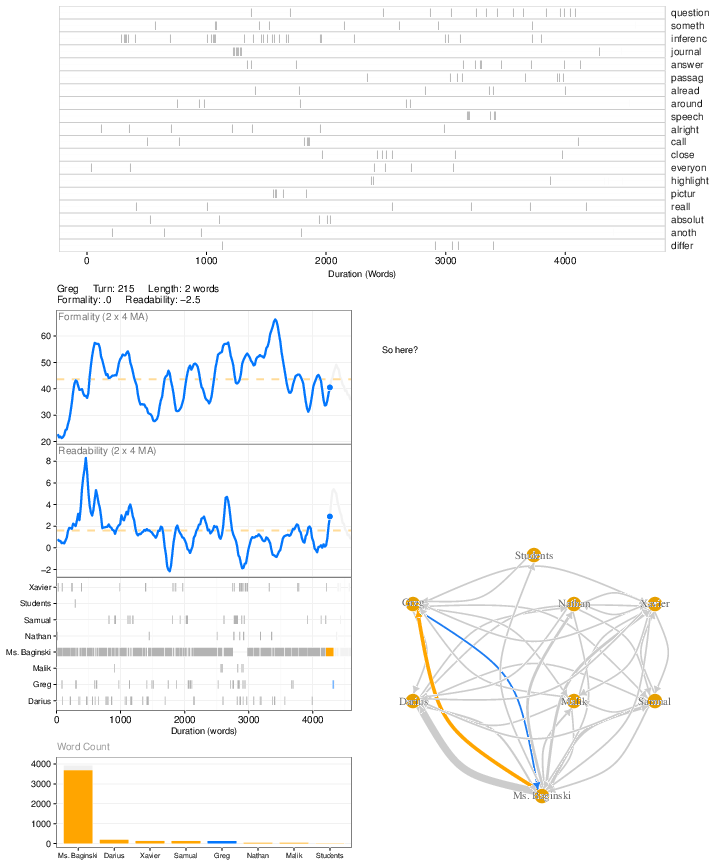 question
someth
inferenc
journal
answer
passag
alread
around
speech
alright
call
close
everyon
highlight
pictur
reall
absolut
anoth
differ
0 1000 2000 3000 4000
Duration (Words)
Greg Turn: 215 Length: 2 words
Formality: .0 Readability: −2.5
Formality (2 x 4 MA)
60
50
40
30
20
So here?
Readability (2 x 4 MA)
8
6
4
2
0
−2
Xavier
Students
Samual
Nathan
Ms. Baginski
Malik
Greg
Darius
0 1000 2000 3000 4000
Duration (words)
Students
Greg Nathan Xavier
Darius Malik Samual
Ms. Baginski
Word Count
4000
3000
2000
1000
0
Ms. Baginski Darius Xavier Samual Greg Nathan Malik Students